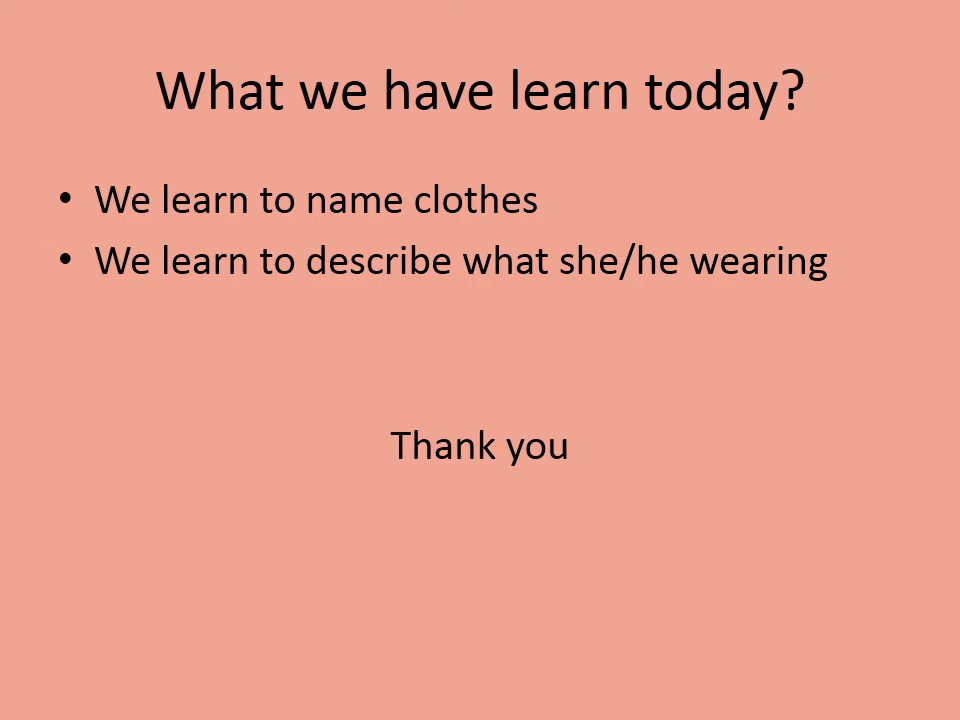 What we have learn today?
• We learn to name clothes
• We learn to describe what she/he wearing
Thank you